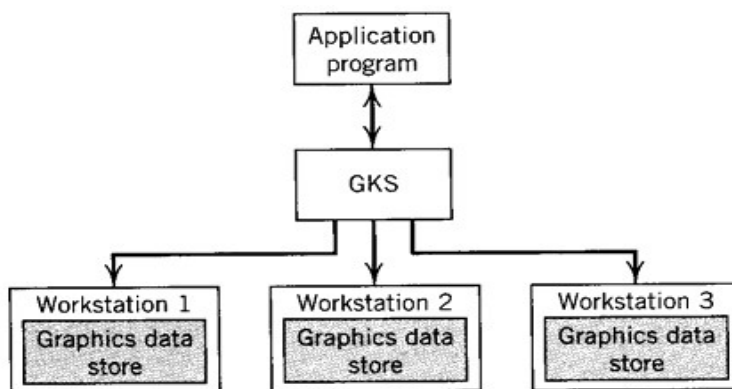 Application
program
GKS
Workstation 1
Graphics data
store
Workstation 2
Graphics data
store
Workstation 3
Graphics data
store